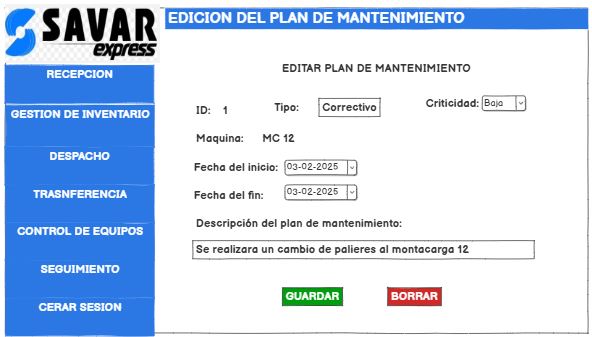 SAVAR
express
EDICION DEL PLAN DE MANTENIMIENTO
RECEPCION
GESTION DE INVENTARIO
DESPACHO
TRASNFERENCIA
CONTROL DE EQUIPOS
SEGUIMIENTO
CERAR SESION
EDITAR PLAN DE MANTENIMIENTO
ID: 1 Tipo: Correctivo Criticidad: Baja
Maquina: MC 12
Fecha del inicio: 03-02-2025
Fecha del fin: 03-02-2025
Descripción del plan de mantenimiento:
Se realizara un cambio de palieres al montacarga 12
GUARDAR BORRAR